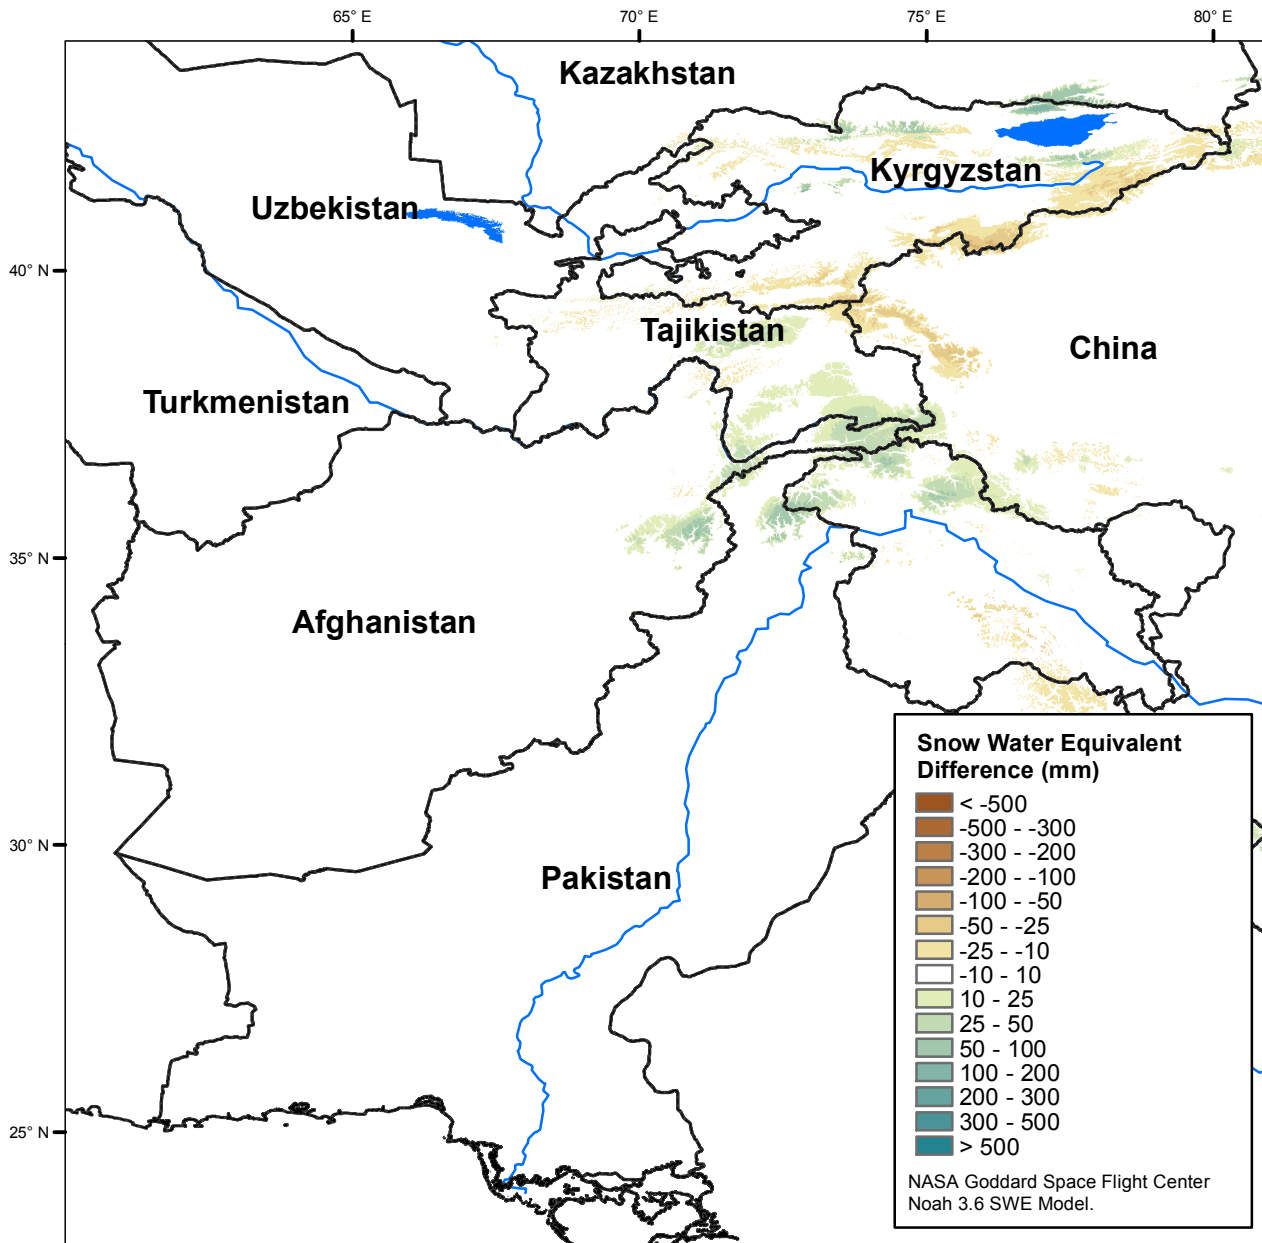 65° E
70° E
75° E
80° E
Kazakhstan
Kyrgyzstan
Uzbekistan
40° N
Tajikistan
China
Turkmenistan
35° N
Afghanistan
Snow Water Equivalent
Difference (mm)
< -500
-500 - -300
-300 - -200
-200 - -100
-100 - -50
-50 - -25
-25 - -10
-10 - 10
10 - 25
25 - 50
50 - 100
100 - 200
200 - 300
300 - 500
> 500
NASA Goddard Space Flight Center
Noah 3.6 SWE Model.
30° N
Pakistan
25° N